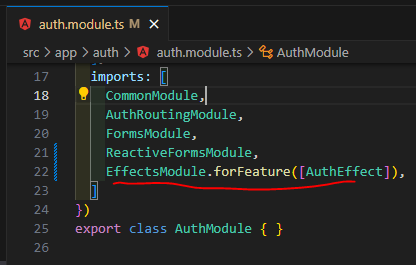 auth.module.ts M ×
src > app > auth > auth.module.ts > AuthModule
17 imports: [
18 CommonModule,
19 AuthRoutingModule,
20 FormsModule,
21 ReactiveFormsModule,
22 EffectsModule.forFeature([AuthEffect]),
23 ]
24 })
25 export class AuthModule { }
26